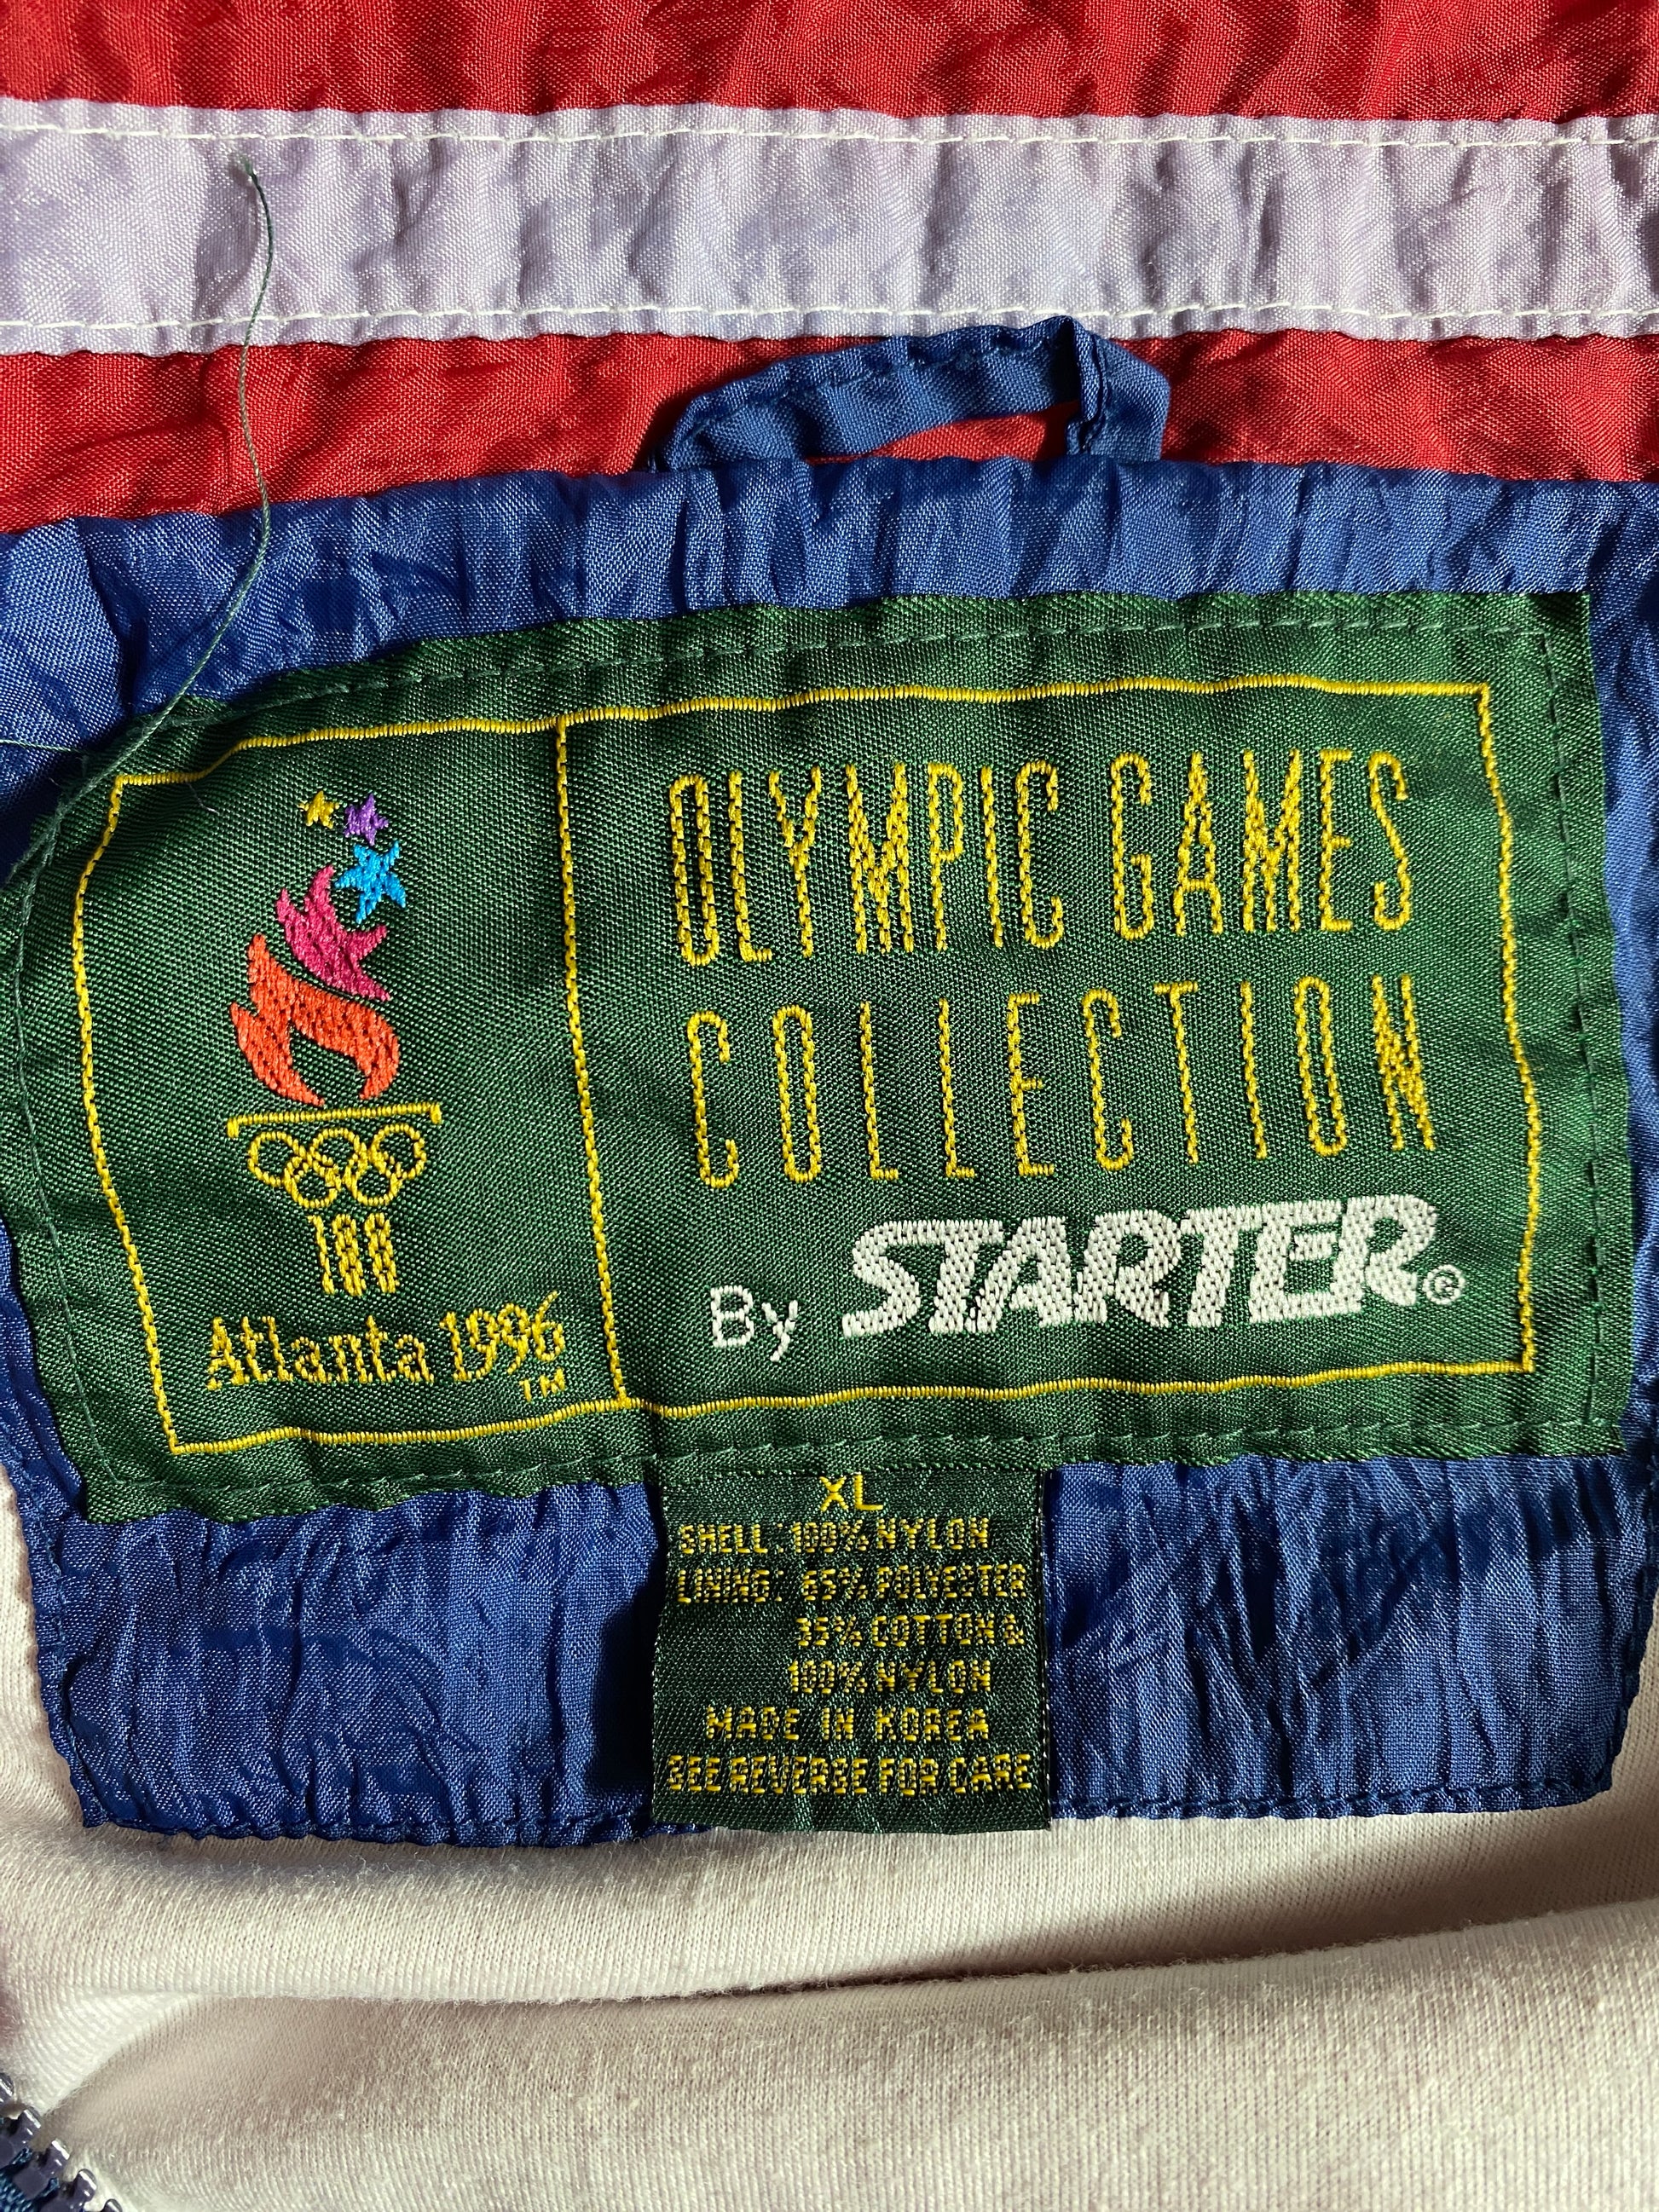 OLYMPIC GAMES
COLLECTION
By STARTER®
100
Atlanta 1996
TM
XL
SHELL: 100% NYLON
LINING: 65% POLYESTER
35% COTTON &
100% NYLON
MADE IN KOREA
SEE REVERSE FOR CARE